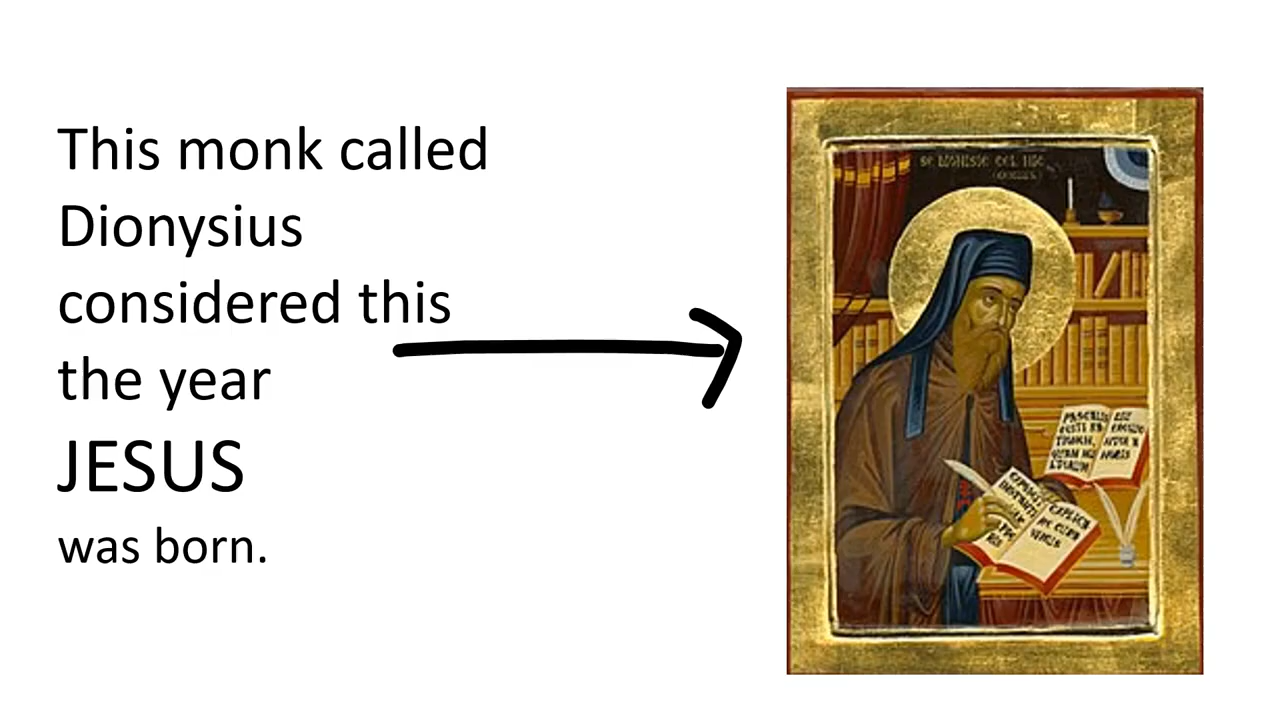 This monk called
Dionysius
considered this
the year
JESUS
was born.